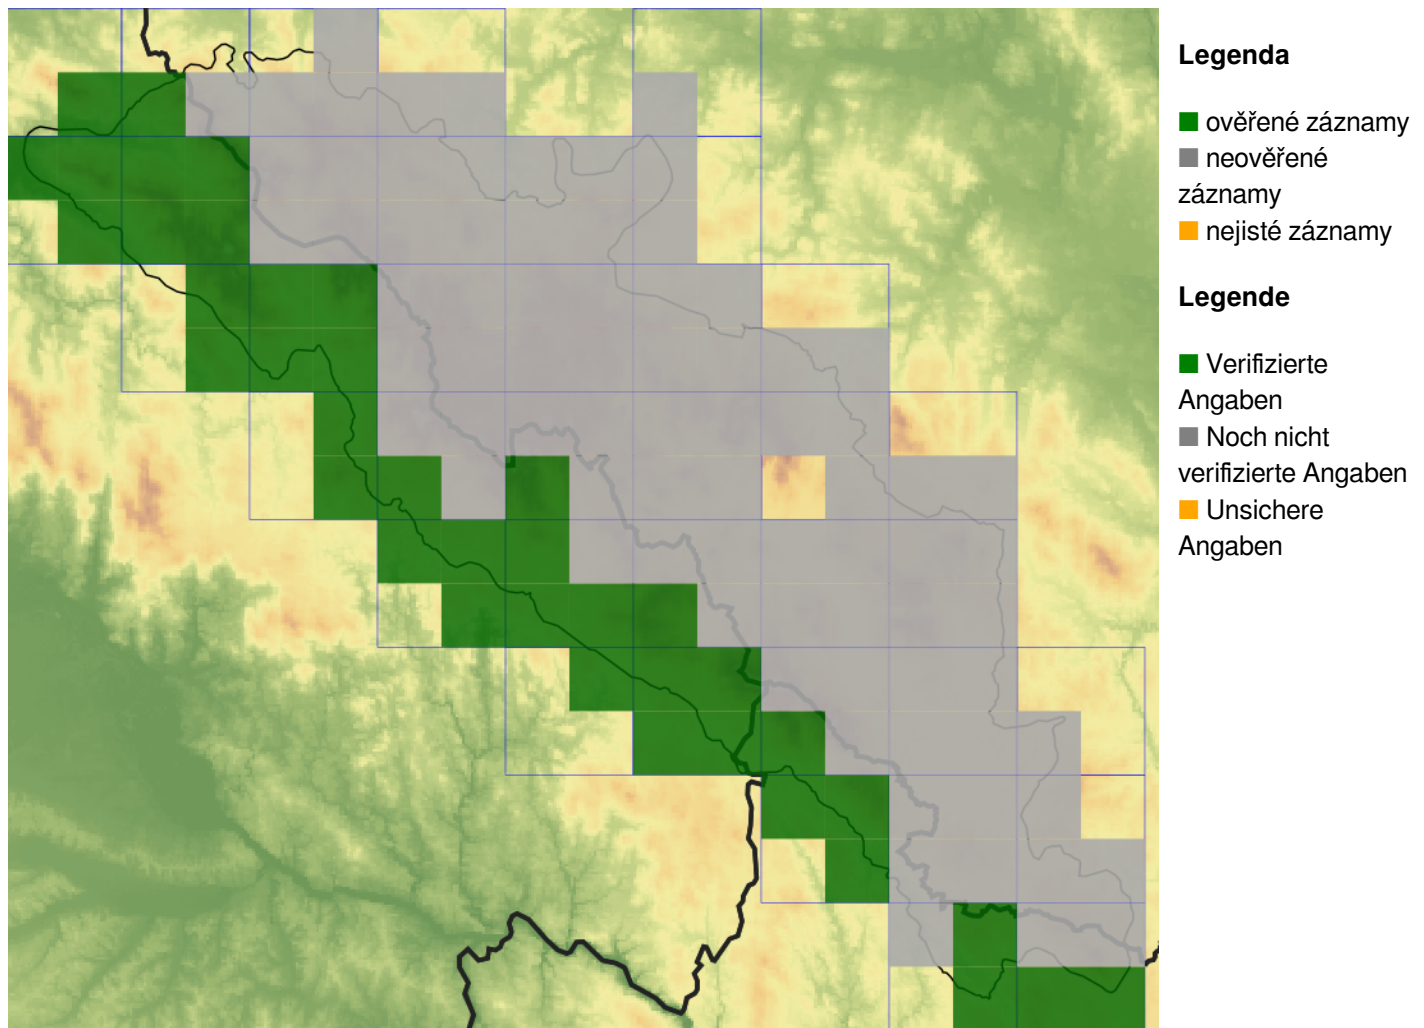 Legenda
ověřené záznamy
neověřené
záznamy
nejisté záznamy
Legende
Verifizierte
Angaben
Noch nicht
verifizierte Angaben
Unsichere
Angaben